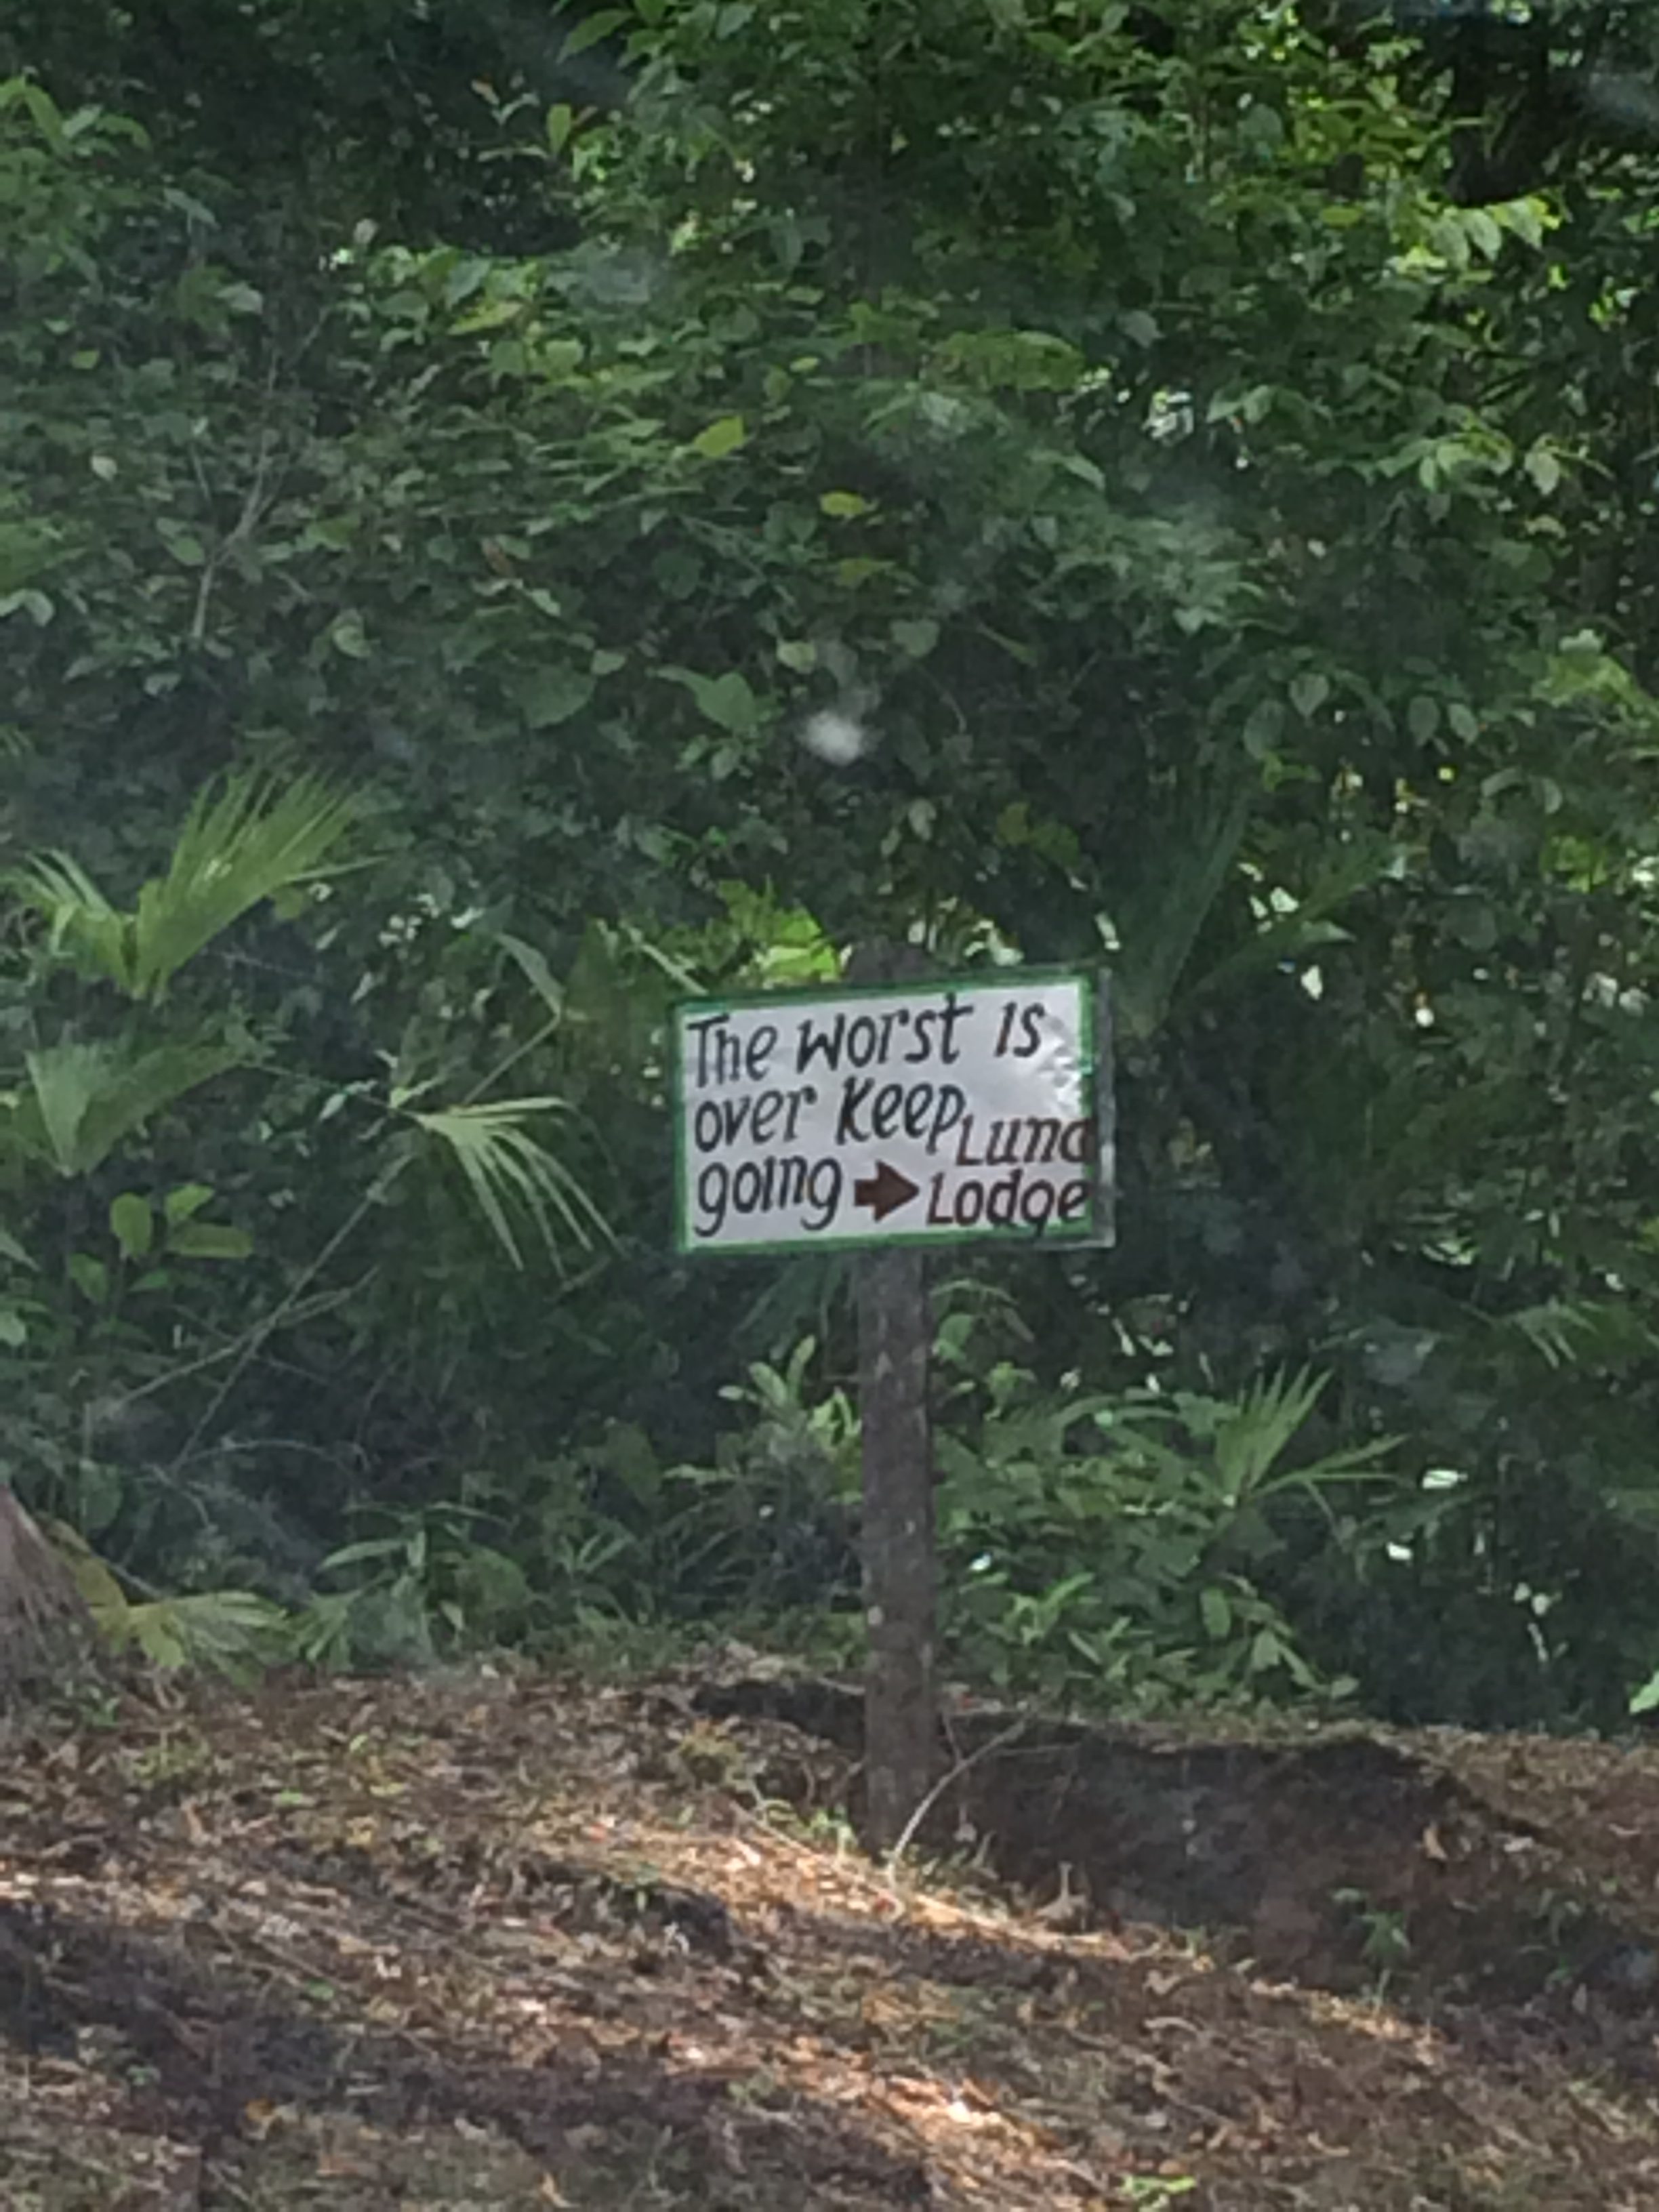 The worst is
over Keep
going → Luna
Lodge